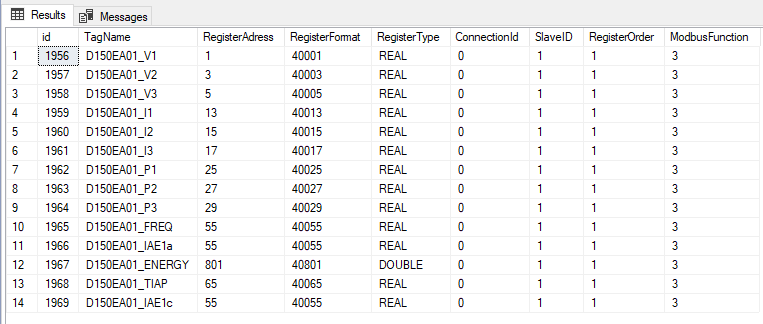 Results Messages
id TagName RegisterAdress RegisterFormat RegisterType ConnectionId SlaveID RegisterOrder ModbusFunction
1 1956 D150EA01_V1 1 40001 REAL 0 1 1 3
2 1957 D150EA01_V2 3 40003 REAL 0 1 1 3
3 1958 D150EA01_V3 5 40005 REAL 0 1 1 3
4 1959 D150EA01_I1 13 40013 REAL 0 1 1 3
5 1960 D150EA01_I2 15 40015 REAL 0 1 1 3
6 1961 D150EA01_I3 17 40017 REAL 0 1 1 3
7 1962 D150EA01_P1 25 40025 REAL 0 1 1 3
8 1963 D150EA01_P2 27 40027 REAL 0 1 1 3
9 1964 D150EA01_P3 29 40029 REAL 0 1 1 3
10 1965 D150EA01_FREQ 55 40055 REAL 0 1 1 3
11 1966 D150EA01_IAE1a 55 40055 REAL 0 1 1 3
12 1967 D150EA01_ENERGY 801 40801 DOUBLE 0 1 1 3
13 1968 D150EA01_TIAP 65 40065 REAL 0 1 1 3
14 1969 D150EA01_IAE1c 55 40055 REAL 0 1 1 3